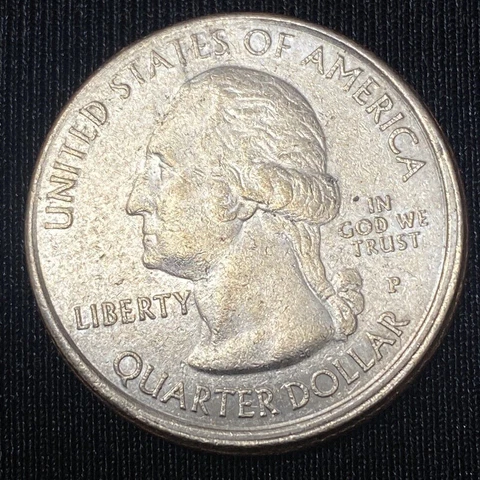 UNITED STATES OF AMERICA
IN
GOD WE
TRUST
P
LIBERTY
QUARTER DOLLAR